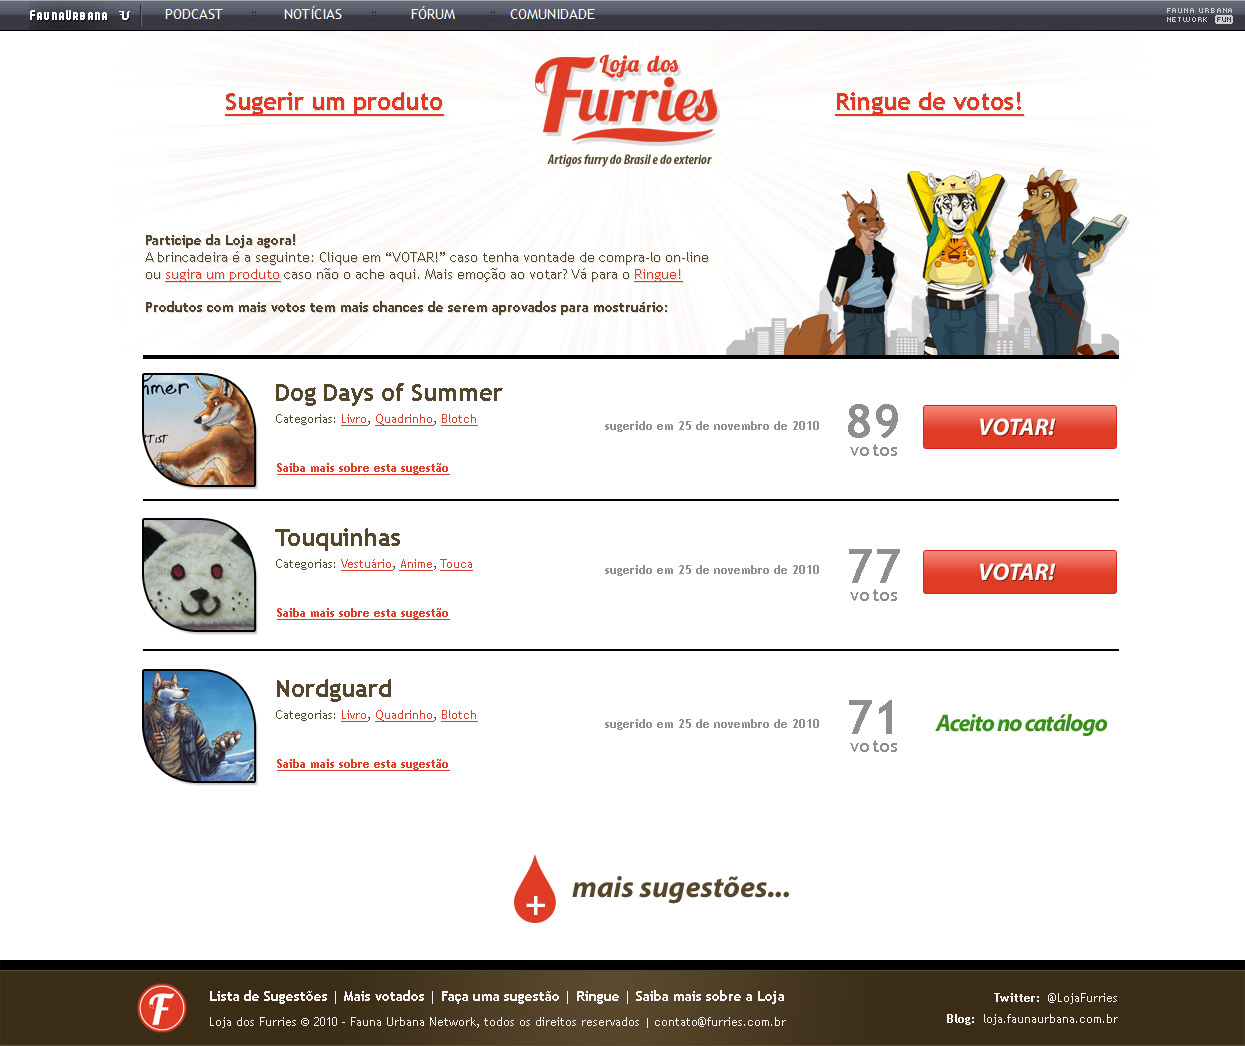 FaunaUrbana
PODCAST NOTÍCIAS FÓRUM COMUNIDADE
FAUNA URBANA
NETWORK FUN
Sugerir um produto
Loja dos
Furries
Artigos furry do Brasil e do exterior
Ringue de votos!
Participe da Loja agora!
A brincadeira é a seguinte: Clique em “VOTAR!” caso tenha vontade de compra-lo on-line
ou sugira um produto caso não o ache aqui. Mais emoção ao votar? Vá para o Ringue!
Produtos com mais votos tem mais chances de serem aprovados para mostruário:
Dog Days of Summer
Categorias: Livro, Quadrinho, Blotch
Saiba mais sobre esta sugestão
sugerido em 25 de novembro de 2010
89
votos
VOTAR!
Touquinhas
Categorias: Vestuário, Anime, Touca
Saiba mais sobre esta sugestão
sugerido em 25 de novembro de 2010
77
votos
VOTAR!
Nordguard
Categorias: Livro, Quadrinho, Blotch
Saiba mais sobre esta sugestão
sugerido em 25 de novembro de 2010
71
votos
Aceito no catálogo
+ mais sugestões...
F
Lista de Sugestões | Mais votados | Faça uma sugestão | Ringue | Saiba mais sobre a Loja
Loja dos Furries © 2010 - Fauna Urbana Network, todos os direitos reservados | contato@furries.com.br
Twitter: @LojaFurries
Blog: loja.faunaurbana.com.br